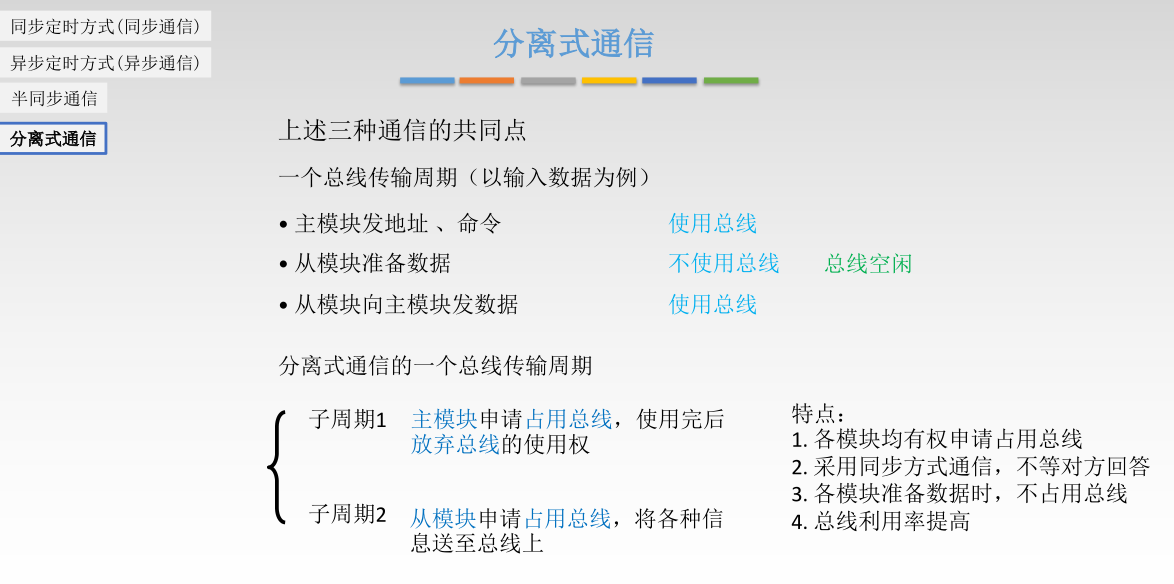 同步定时方式(同步通信)
异步定时方式(异步通信)
半同步通信
分离式通信
分离式通信
上述三种通信的共同点
一个总线传输周期（以输入数据为例）
• 主模块发地址 、命令 使用总线
• 从模块准备数据 不使用总线 总线空闲
• 从模块向主模块发数据 使用总线
分离式通信的一个总线传输周期
子周期1 主模块申请占用总线，使用完后
放弃总线的使用权
子周期2 从模块申请占用总线，将各种信
息送至总线上
特点：
1. 各模块均有权申请占用总线
2. 采用同步方式通信，不等对方回答
3. 各模块准备数据时，不占用总线
4. 总线利用率提高